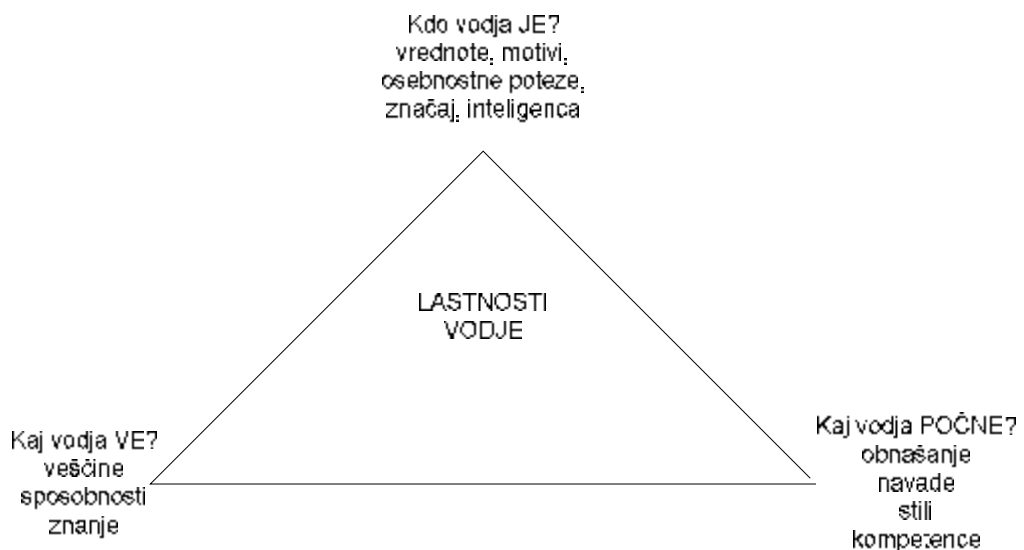 Kdo vodja JE?
vrednote, motivi,
osebnostne poteze,
značaj, inteligenca
LASTNOSTI
VODJE
Kaj vodja VE?
veščine
sposobnosti
znanje
Kaj vodja POČNE?
obnašanje
navade
stili
kompetence